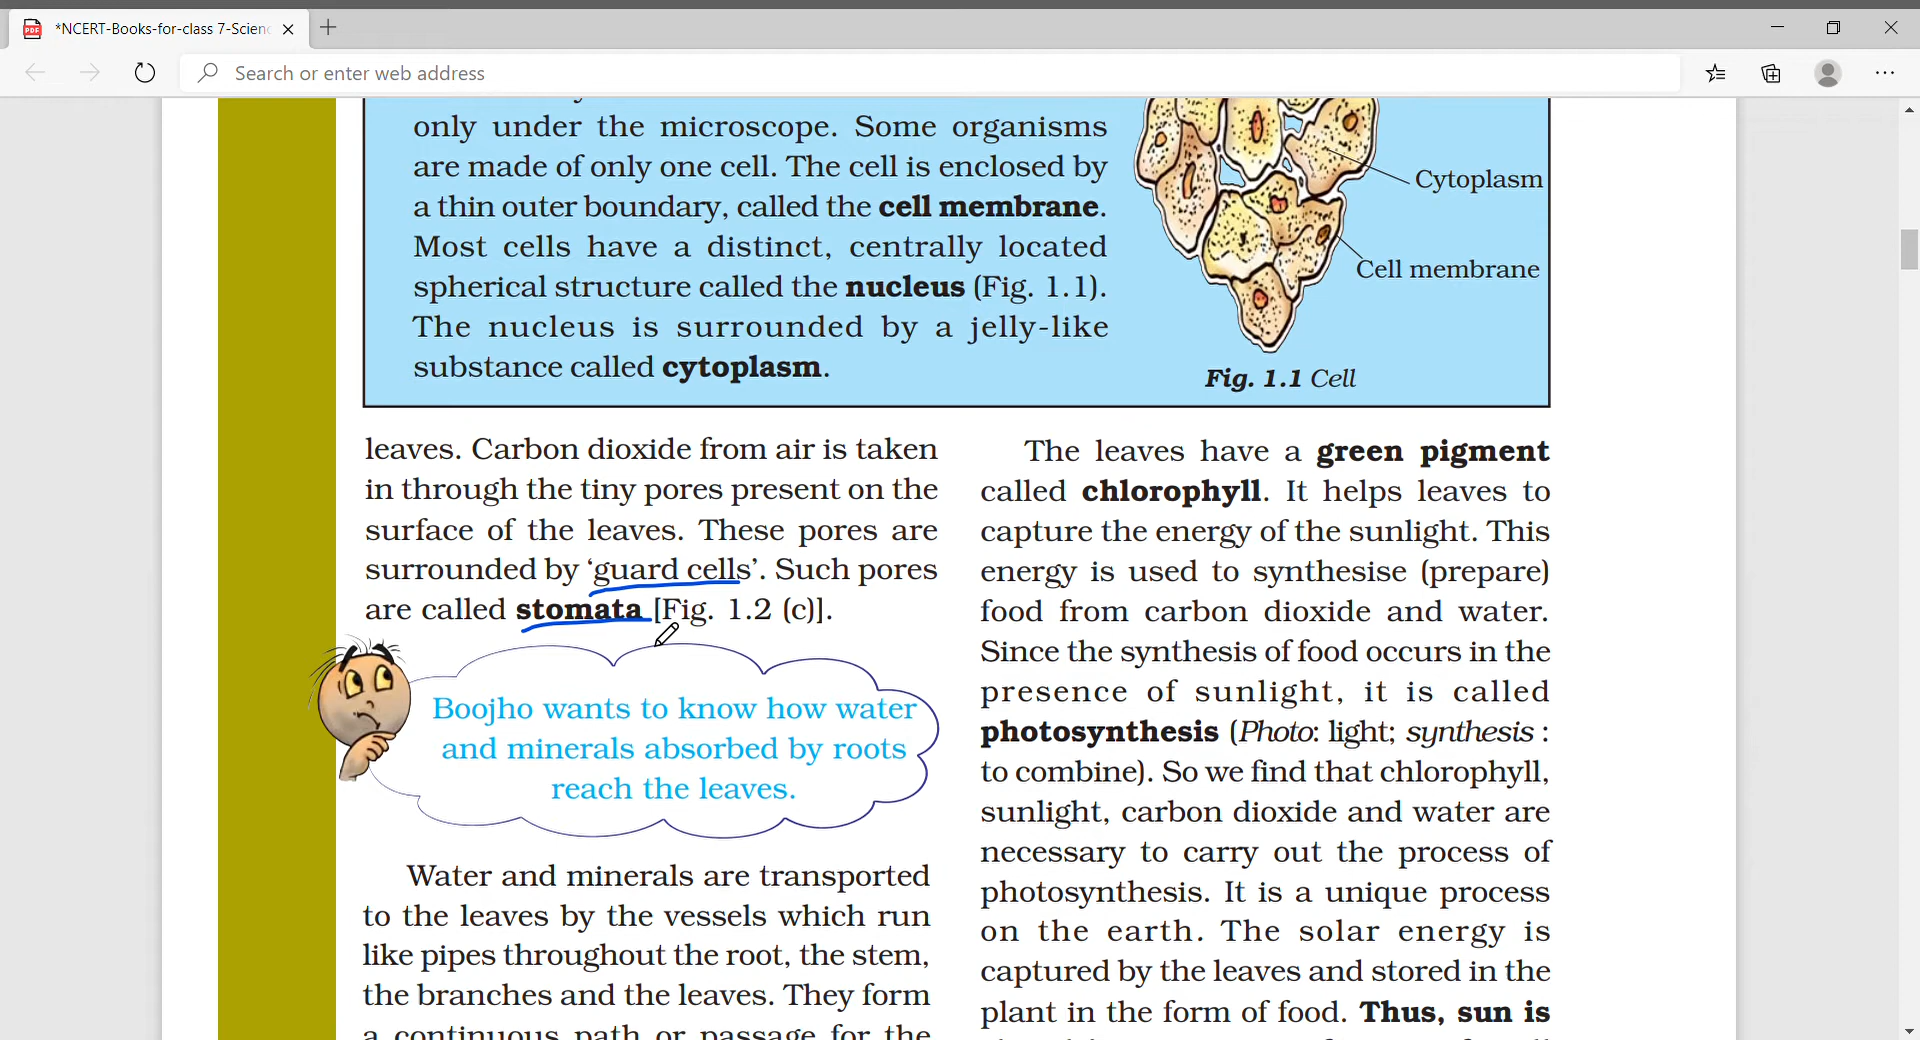 *NCERT-Books-for-class 7-Scien
Search or enter web address
only under the microscope. Some organisms
are made of only one cell. The cell is enclosed by
a thin outer boundary, called the cell membrane.
Most cells have a distinct, centrally located
spherical structure called the nucleus (Fig. 1.1).
The nucleus is surrounded by a jelly-like
substance called cytoplasm.
Cytoplasm
Cell membrane
Fig. 1.1 Cell
leaves. Carbon dioxide from air is taken
in through the tiny pores present on the
surface of the leaves. These pores are
surrounded by ‘guard cells’. Such pores
are called stomata [Fig. 1.2 (c)].
Boojho wants to know how water
and minerals absorbed by roots
reach the leaves.
Water and minerals are transported
to the leaves by the vessels which run
like pipes throughout the root, the stem,
the branches and the leaves. They form
a continuous path or passage for the
The leaves have a green pigment
called chlorophyll. It helps leaves to
capture the energy of the sunlight. This
energy is used to synthesise (prepare)
food from carbon dioxide and water.
Since the synthesis of food occurs in the
presence of sunlight, it is called
photosynthesis (Photo: light; synthesis :
to combine). So we find that chlorophyll,
sunlight, carbon dioxide and water are
necessary to carry out the process of
photosynthesis. It is a unique process
on the earth. The solar energy is
captured by the leaves and stored in the
plant in the form of food. Thus, sun is